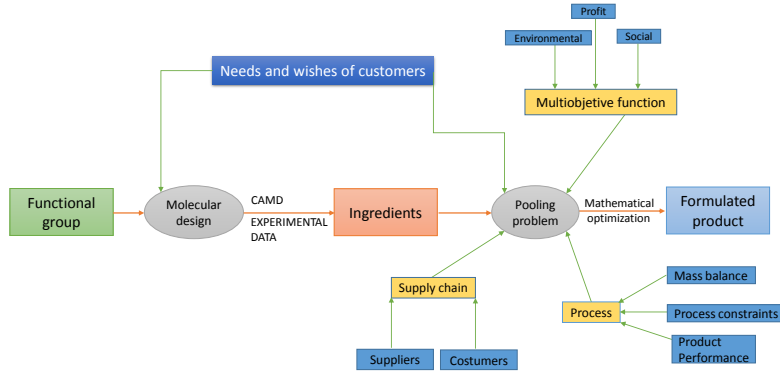 Profit
Environmental
Social
Needs and wishes of customers
Multiobjetive function
Functional
group
Molecular
design
CAMD
EXPERIMENTAL
DATA
Ingredients
Pooling
problem
Mathematical
optimization
Formulated
product
Supply chain
Suppliers
Costumers
Process
Mass balance
Process constraints
Product
Performance